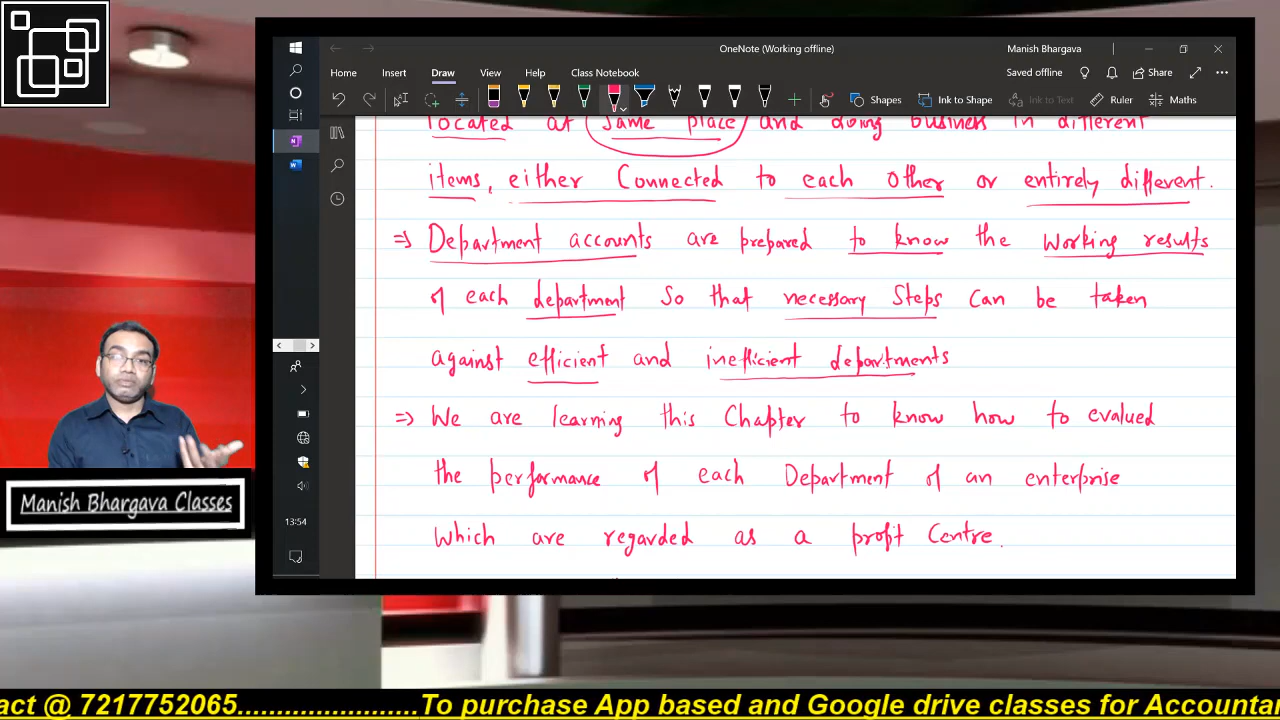 OneNote (Working offline)
Manish Bhargava
Home Insert Draw View Help Class Notebook
Saved offline
Share
Shapes
Ink to Shape
Ink to Text
Ruler
Maths
located at same place and doing business in different
items, either Connected to each other or entirely different.
⇒ Department accounts are prepared to know the working results
of each department So that necessary Steps can be taken
against efficient and inefficient departments
⇒ We are learning this Chapter to know how to evalued
the performance of each Department of an enterprise
which are regarded as a profit Centre.
Manish Bhargava Classes
13:54
act @ 7217752065.......................To purchase App based and Google drive classes for Accounta